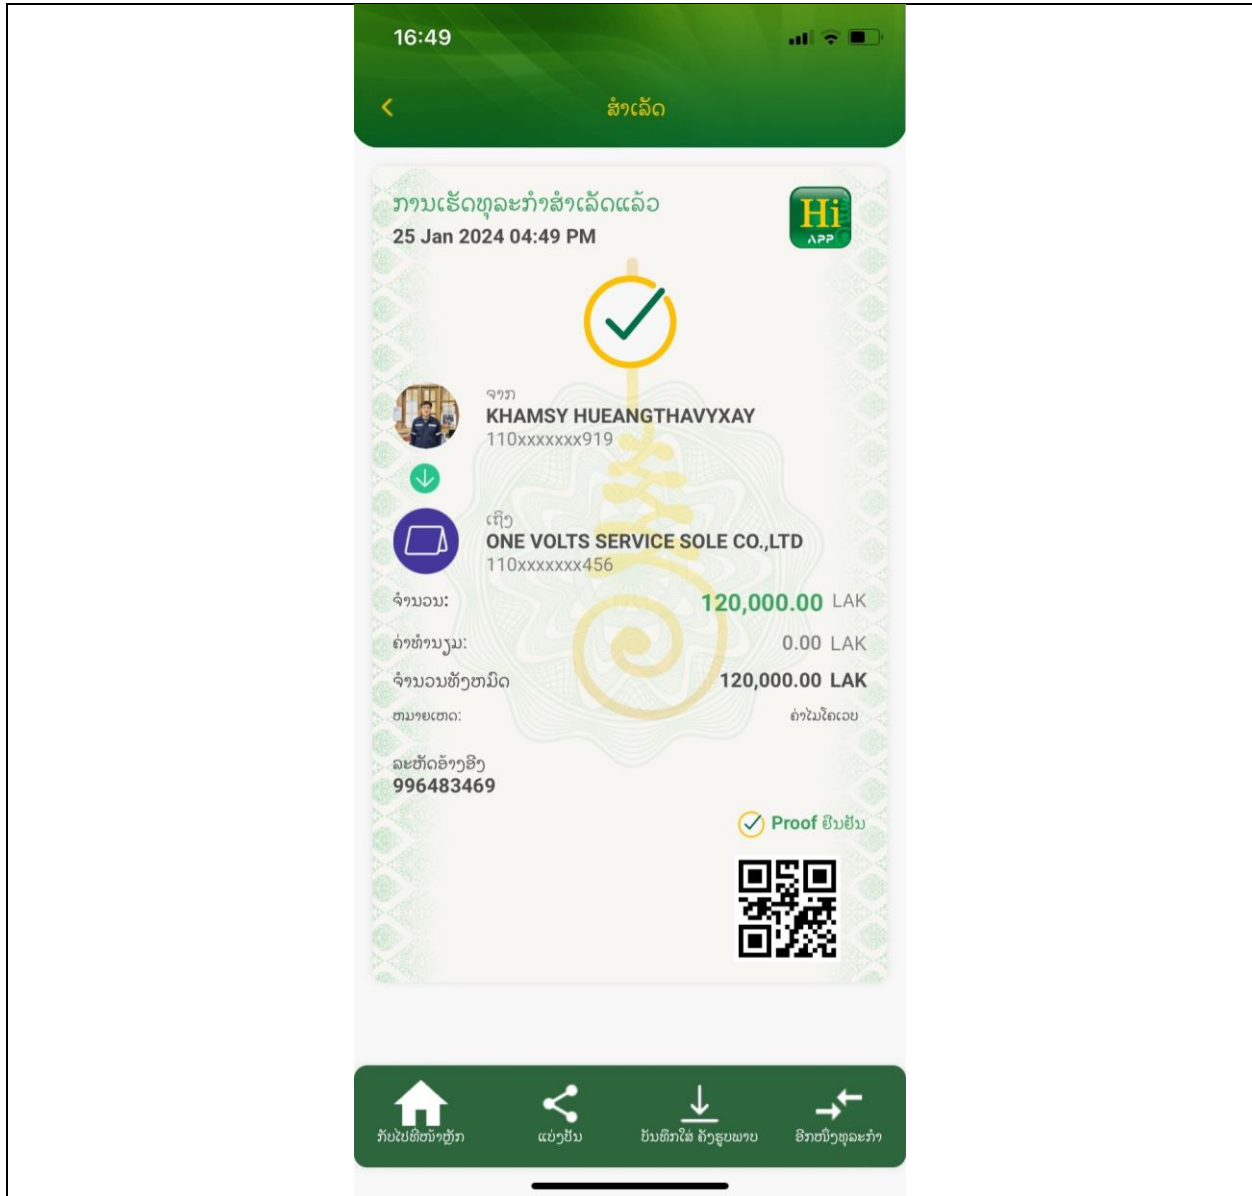 16:49
ສຳເລັດ
ການເຮັດທຸລະກຳສຳເລັດແລ້ວ
25 Jan 2024 04:49 PM
Hi
APP
ຈາກ
KHAMSY HUEANGTHAVYXAY
110xxxxxxx919
ເຖິງ
ONE VOLTS SERVICE SOLE CO.,LTD
110xxxxxxx456
ຈຳນວນ: 120,000.00 LAK
ຄ່າທຳນຽມ: 0.00 LAK
ຈຳນວນທັງຫມົດ 120,000.00 LAK
ຫມາຍເຫດ: ຄ່າໄມໂຄເວບ
ລະຫັດອ້າງອີງ
996483469
Proof ຢືນຢັນ
ກັບໄປທີ່ໜ້າຫຼັກ ແບ່ງປັນ ບັນທຶກໃສ່ ຄັງຮູບພາບ ອີກໜຶ່ງທຸລະກຳ